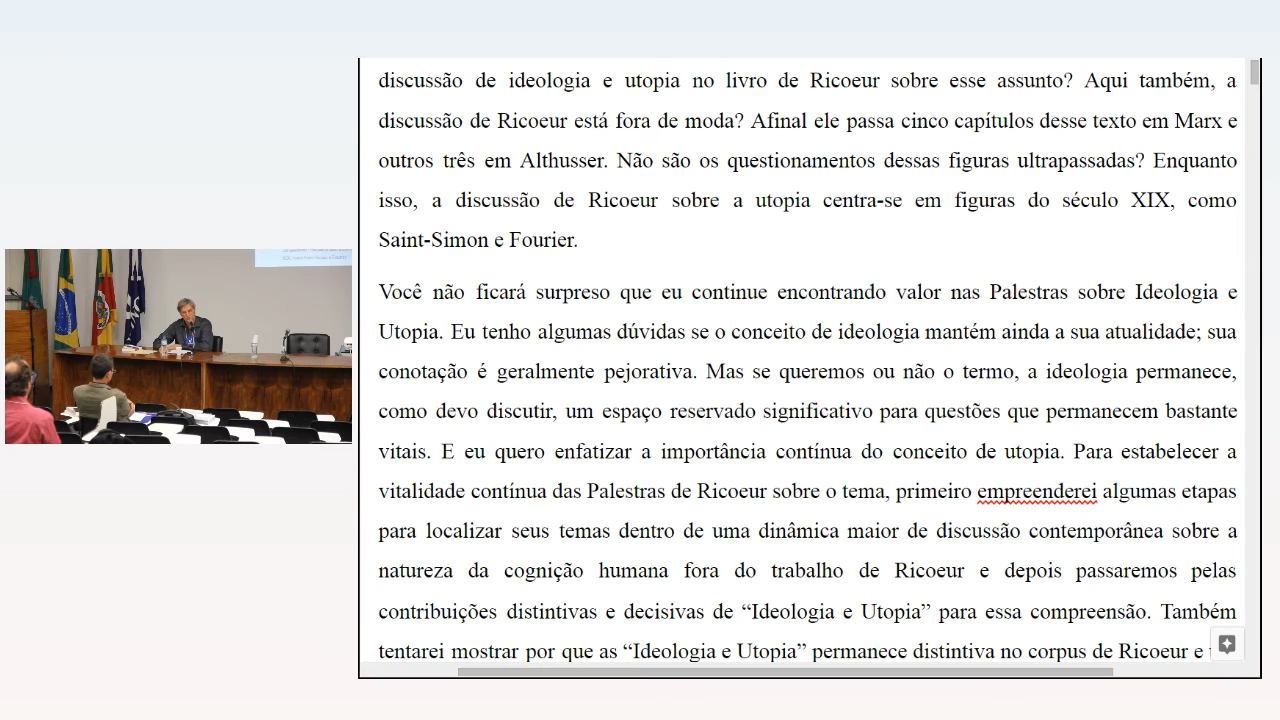 discussão de ideologia e utopia no livro de Ricoeur sobre esse assunto? Aqui também, a
discussão de Ricoeur está fora de moda? Afinal ele passa cinco capítulos desse texto em Marx e
outros três em Althusser. Não são os questionamentos dessas figuras ultrapassadas? Enquanto
isso, a discussão de Ricoeur sobre a utopia centra-se em figuras do século XIX, como
Saint-Simon e Fourier.
Você não ficará surpreso que eu continue encontrando valor nas Palestras sobre Ideologia e
Utopia. Eu tenho algumas dúvidas se o conceito de ideologia mantém ainda a sua atualidade; sua
conotação é geralmente pejorativa. Mas se queremos ou não o termo, a ideologia permanece,
como devo discutir, um espaço reservado significativo para questões que permanecem bastante
vitais. E eu quero enfatizar a importância contínua do conceito de utopia. Para estabelecer a
vitalidade contínua das Palestras de Ricoeur sobre o tema, primeiro empreenderei algumas etapas
para localizar seus temas dentro de uma dinâmica maior de discussão contemporânea sobre a
natureza da cognição humana fora do trabalho de Ricoeur e depois passaremos pelas
contribuições distintivas e decisivas de “Ideologia e Utopia” para essa compreensão. Também
tentarei mostrar por que as “Ideologia e Utopia” permanece distintiva no corpus de Ricoeur e